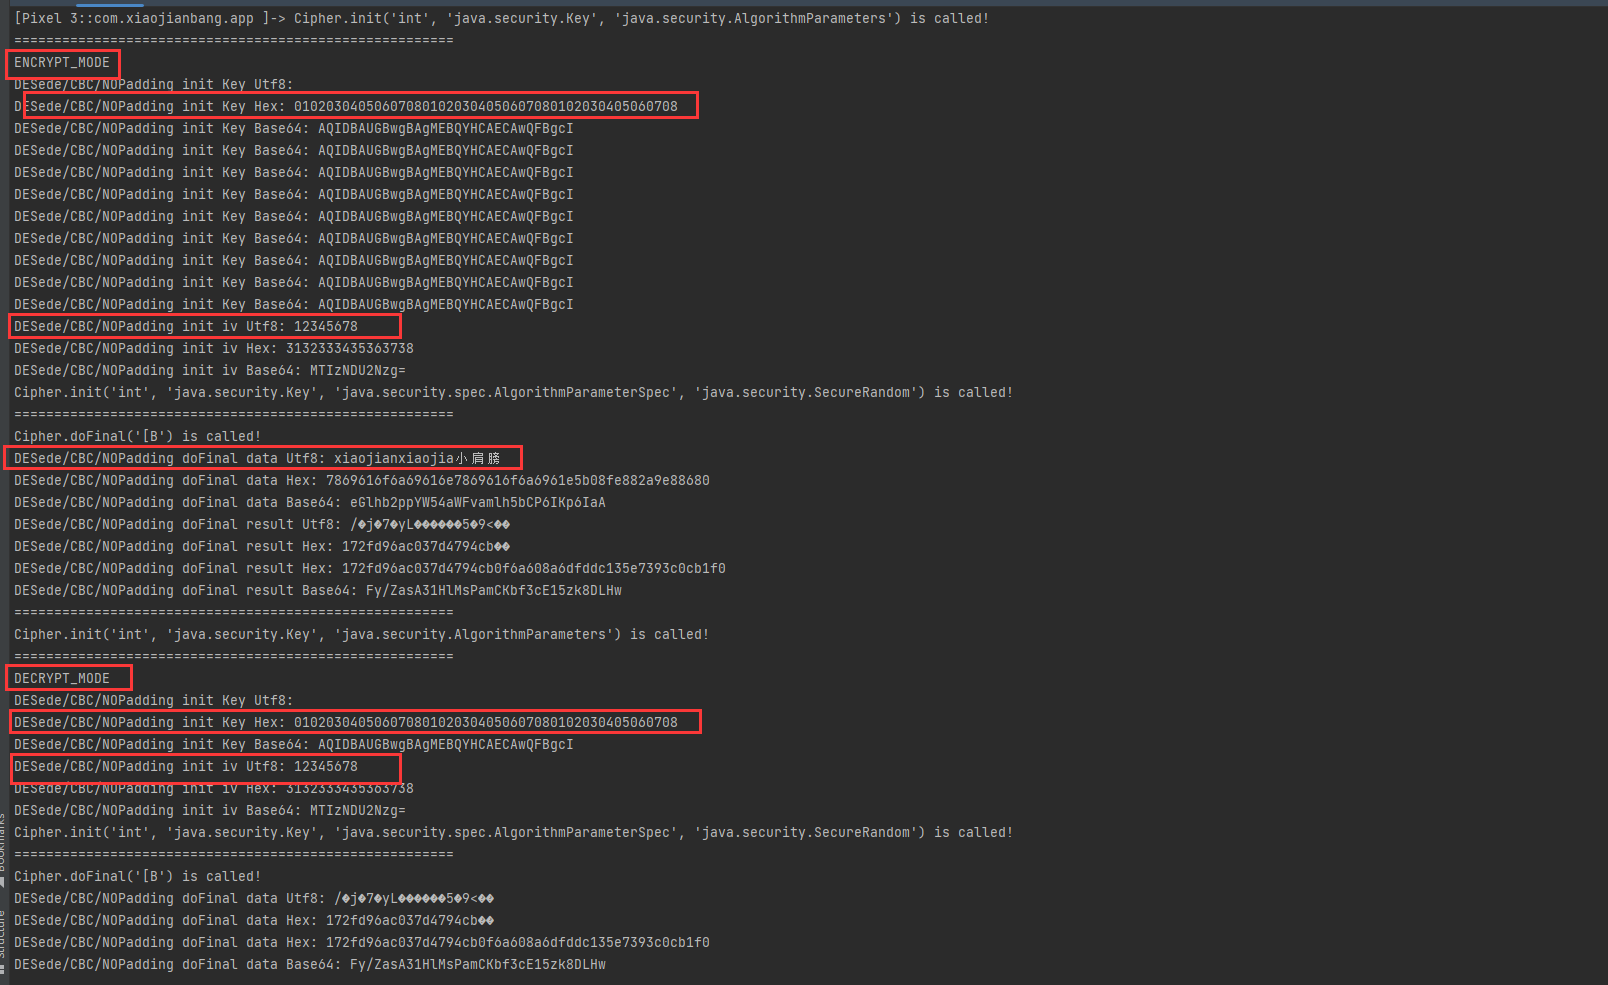 [Pixel 3::com.xiaojianbang.app ]-> Cipher.init('int', 'java.security.Key', 'java.security.AlgorithmParameters') is called!
=======================================================
ENCRYPT_MODE
DESede/CBC/NOPadding init Key Utf8:
DESede/CBC/NOPadding init Key Hex: 010203040506070801020304050607080102030405060708
DESede/CBC/NOPadding init Key Base64: AQIDBAUGBwgBAgMEBQYHCAECAwQFBgcI
DESede/CBC/NOPadding init Key Base64: AQIDBAUGBwgBAgMEBQYHCAECAwQFBgcI
DESede/CBC/NOPadding init Key Base64: AQIDBAUGBwgBAgMEBQYHCAECAwQFBgcI
DESede/CBC/NOPadding init Key Base64: AQIDBAUGBwgBAgMEBQYHCAECAwQFBgcI
DESede/CBC/NOPadding init Key Base64: AQIDBAUGBwgBAgMEBQYHCAECAwQFBgcI
DESede/CBC/NOPadding init Key Base64: AQIDBAUGBwgBAgMEBQYHCAECAwQFBgcI
DESede/CBC/NOPadding init Key Base64: AQIDBAUGBwgBAgMEBQYHCAECAwQFBgcI
DESede/CBC/NOPadding init Key Base64: AQIDBAUGBwgBAgMEBQYHCAECAwQFBgcI
DESede/CBC/NOPadding init Key Base64: AQIDBAUGBwgBAgMEBQYHCAECAwQFBgcI
DESede/CBC/NOPadding init iv Utf8: 12345678
DESede/CBC/NOPadding init iv Hex: 3132333435363738
DESede/CBC/NOPadding init iv Base64: MTIzNDU2Nzg=
Cipher.init('int', 'java.security.Key', 'java.security.spec.AlgorithmParameterSpec', 'java.security.SecureRandom') is called!
=======================================================
Cipher.doFinal('[B') is called!
DESede/CBC/NOPadding doFinal data Utf8: xiaojianxiaojia小肩膀
DESede/CBC/NOPadding doFinal data Hex: 7869616f6a69616e7869616f6a6961e5b08fe882a9e88680
DESede/CBC/NOPadding doFinal data Base64: eGlhb2ppYW54aWFvamlh5bCP6IKp6IaA
DESede/CBC/NOPadding doFinal result Utf8: /�j�7�yL������5�9<��
DESede/CBC/NOPadding doFinal result Hex: 172fd96ac037d4794cb��
DESede/CBC/NOPadding doFinal result Hex: 172fd96ac037d4794cb0f6a608a6dfddc135e7393c0cb1f0
DESede/CBC/NOPadding doFinal result Base64: Fy/ZasA31HlMsPamCKbf3cE15zk8DLHw
=======================================================
Cipher.init('int', 'java.security.Key', 'java.security.AlgorithmParameters') is called!
=======================================================
DECRYPT_MODE
DESede/CBC/NOPadding init Key Utf8:
DESede/CBC/NOPadding init Key Hex: 010203040506070801020304050607080102030405060708
DESede/CBC/NOPadding init Key Base64: AQIDBAUGBwgBAgMEBQYHCAECAwQFBgcI
DESede/CBC/NOPadding init iv Utf8: 12345678
DESede/CBC/NOPadding init iv Hex: 3132333435363738
DESede/CBC/NOPadding init iv Base64: MTIzNDU2Nzg=
Cipher.init('int', 'java.security.Key', 'java.security.spec.AlgorithmParameterSpec', 'java.security.SecureRandom') is called!
=======================================================
Cipher.doFinal('[B') is called!
DESede/CBC/NOPadding doFinal data Utf8: /�j�7�yL������5�9<��
DESede/CBC/NOPadding doFinal data Hex: 172fd96ac037d4794cb��
DESede/CBC/NOPadding doFinal data Hex: 172fd96ac037d4794cb0f6a608a6dfddc135e7393c0cb1f0
DESede/CBC/NOPadding doFinal data Base64: Fy/ZasA31HlMsPamCKbf3cE15zk8DLHw